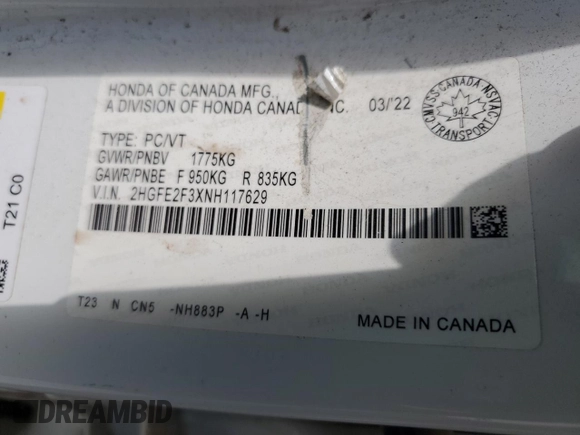 HONDA OF CANADA MFG.,
A DIVISION OF HONDA CANAD INC. 03/'22
TYPE: PC/VT
GVWR/PNBV 1775KG
GAWR/PNBE F 950KG R 835KG
V.I.N. 2HGFE2F3XNH117629
T23 N CN5 -NH883P -A -H
MADE IN CANADA
CMVSS CANADA NSVAC
942
TRANSPORT
T21 C0
DREAMBID